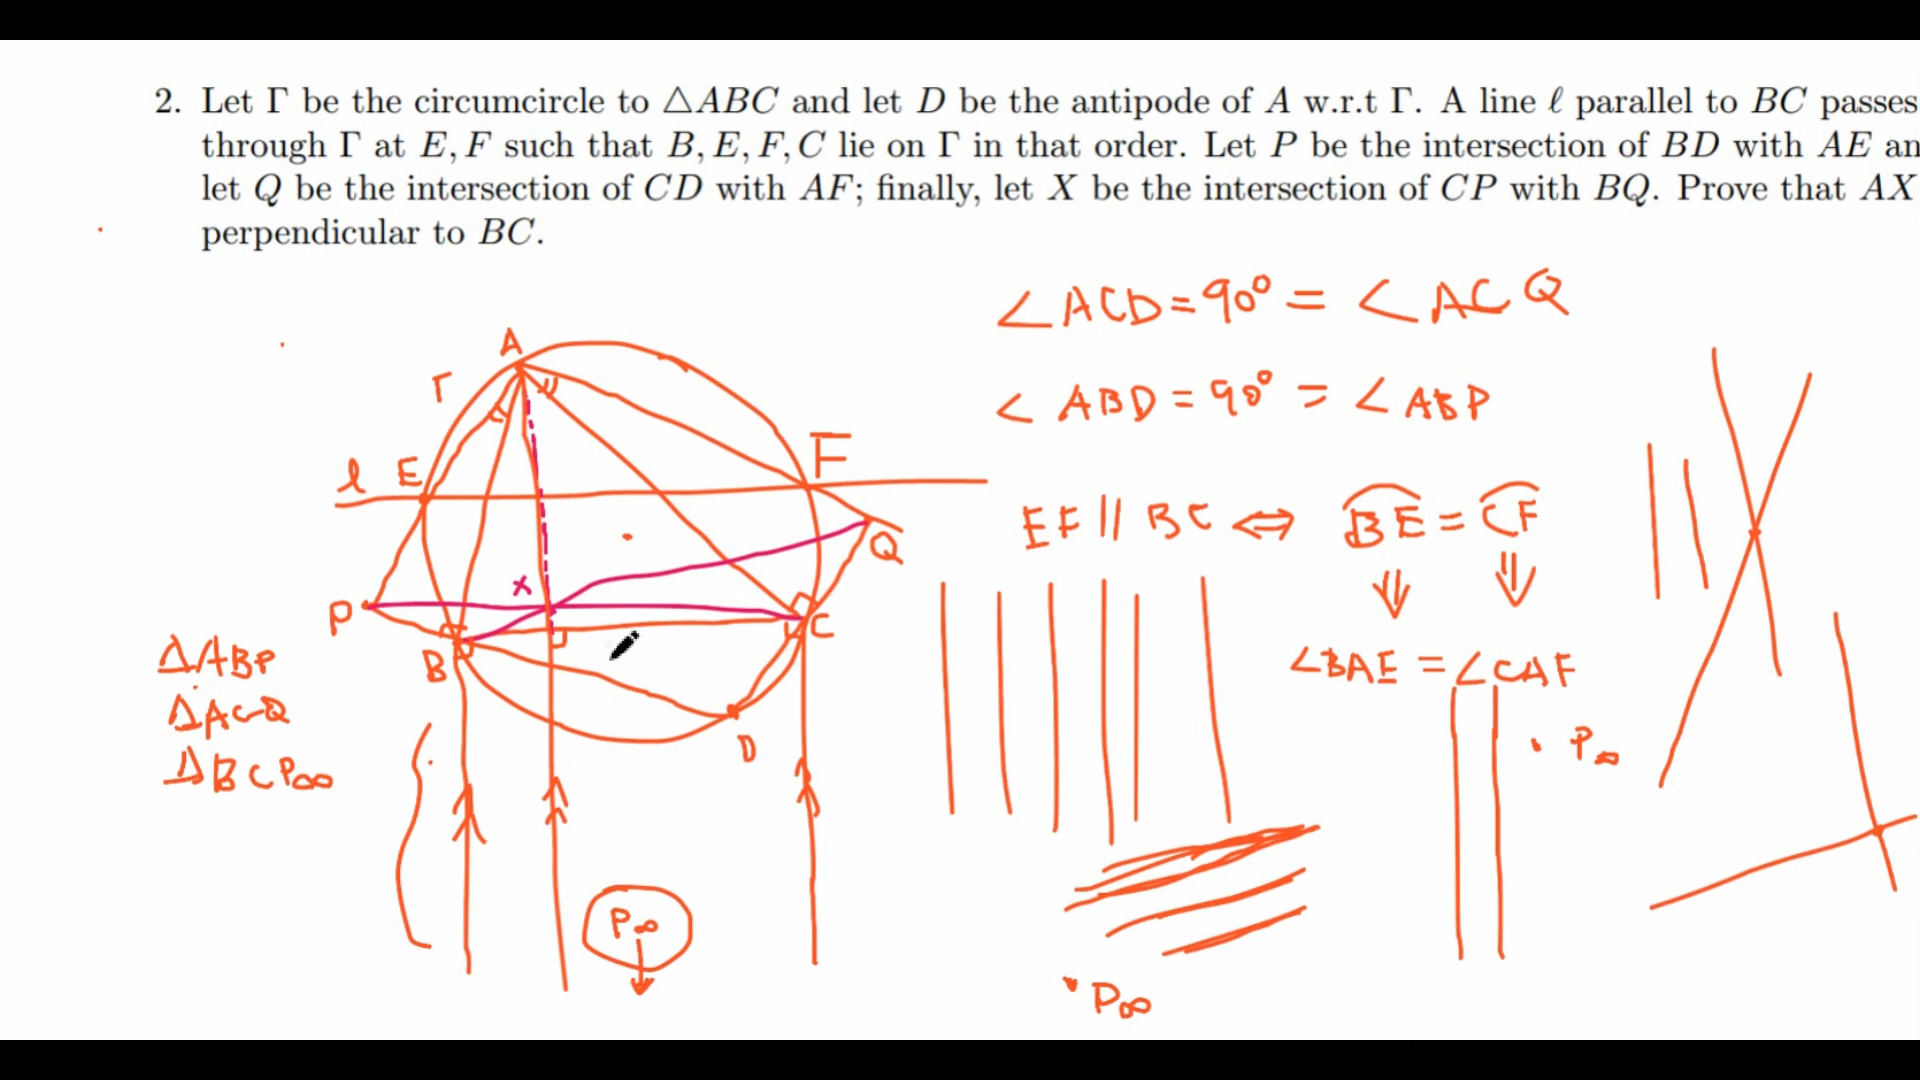 2. Let Γ be the circumcircle to △ABC and let D be the antipode of A w.r.t Γ. A line ℓ parallel to BC passes
through Γ at E, F such that B, E, F, C lie on Γ in that order. Let P be the intersection of BD with AE an
let Q be the intersection of CD with AF; finally, let X be the intersection of CP with BQ. Prove that AX
perpendicular to BC.
∠ACD = 90° = ∠ACQ
∠ABD = 90° = ∠ABP
EF ∥ BC ⇔ BE = CF
⇓ ⇓
∠BAE = ∠CAF
A
Γ
ℓ E
F
Q
X
P
C
B
D
△ABP
△ACQ
△BCP∞
P∞
P∞
P∞